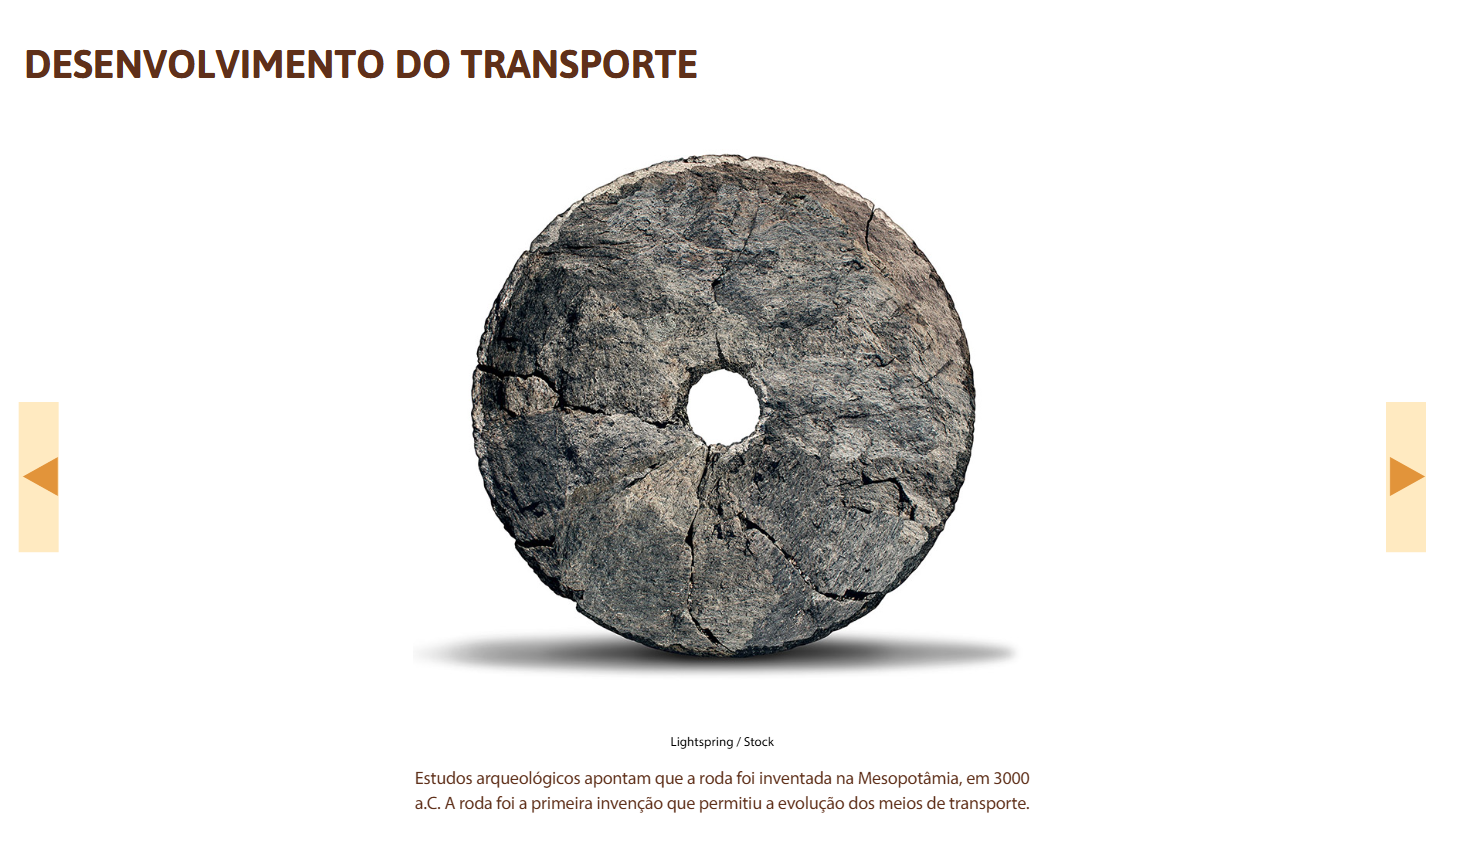 DESENVOLVIMENTO DO TRANSPORTE
Lightspring / Stock
Estudos arqueológicos apontam que a roda foi inventada na Mesopotâmia, em 3000
a.C. A roda foi a primeira invenção que permitiu a evolução dos meios de transporte.